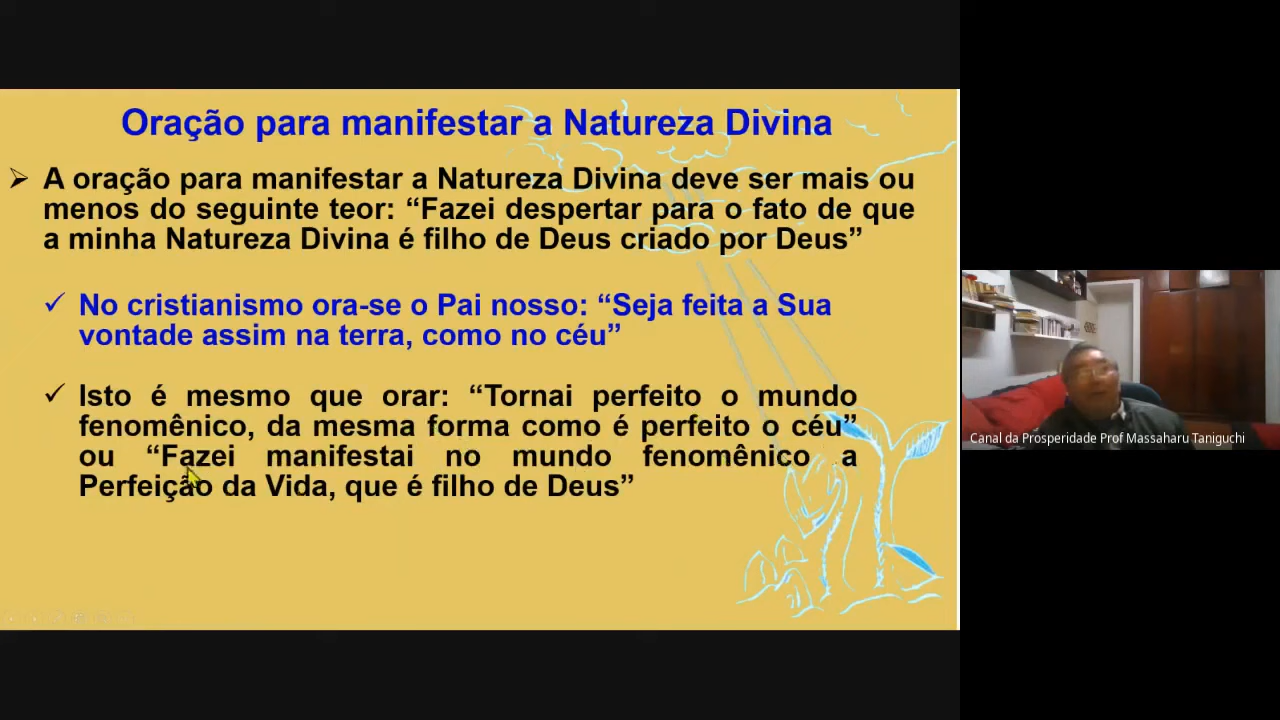 Oração para manifestar a Natureza Divina
A oração para manifestar a Natureza Divina deve ser mais ou
menos do seguinte teor: “Fazei despertar para o fato de que
a minha Natureza Divina é filho de Deus criado por Deus”
No cristianismo ora-se o Pai nosso: “Seja feita a Sua
vontade assim na terra, como no céu”
Isto é mesmo que orar: “Tornai perfeito o mundo
fenomênico, da mesma forma como é perfeito o céu”
ou “Fazei manifestai no mundo fenomênico a
Perfeição da Vida, que é filho de Deus”
Canal da Prosperidade Prof Massaharu Taniguchi